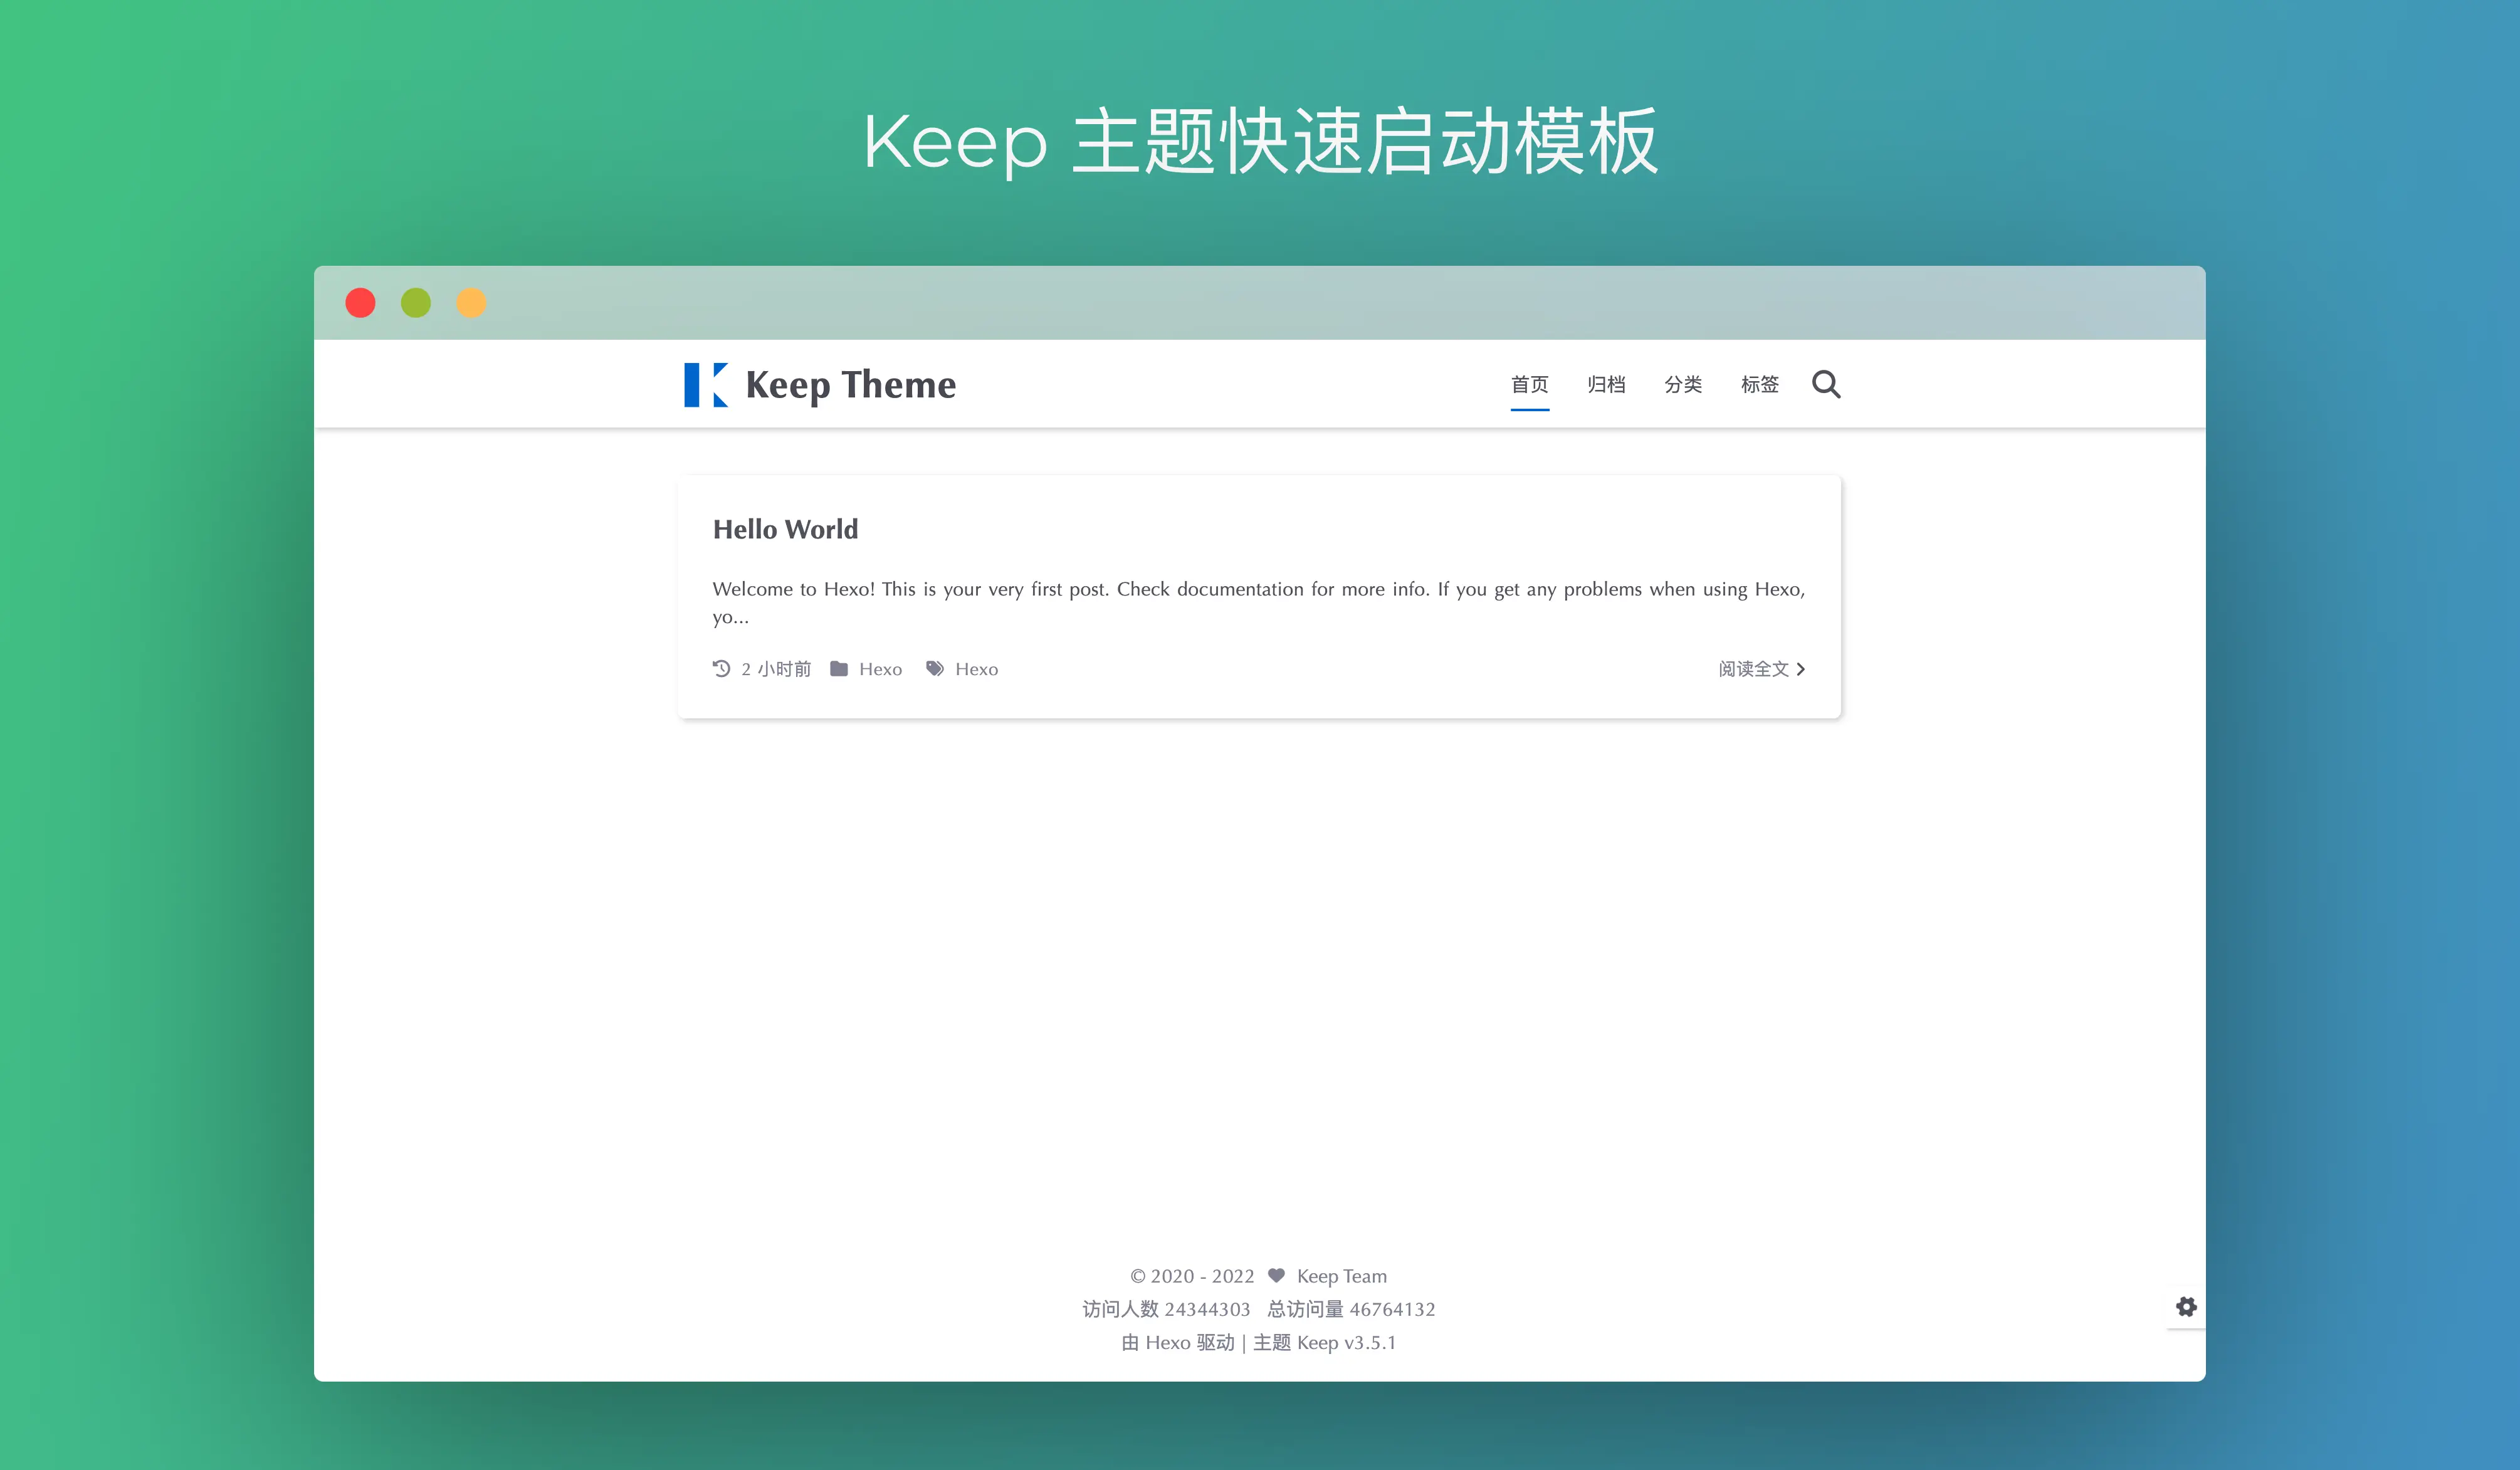 Keep 主题快速启动模板
Keep Theme
首页 归档 分类 标签
Hello World
Welcome to Hexo! This is your very first post. Check documentation for more info. If you get any problems when using Hexo,
yo...
2 小时前 Hexo Hexo 阅读全文
© 2020 - 2022 Keep Team
访问人数 24344303 总访问量 46764132
由 Hexo 驱动 | 主题 Keep v3.5.1